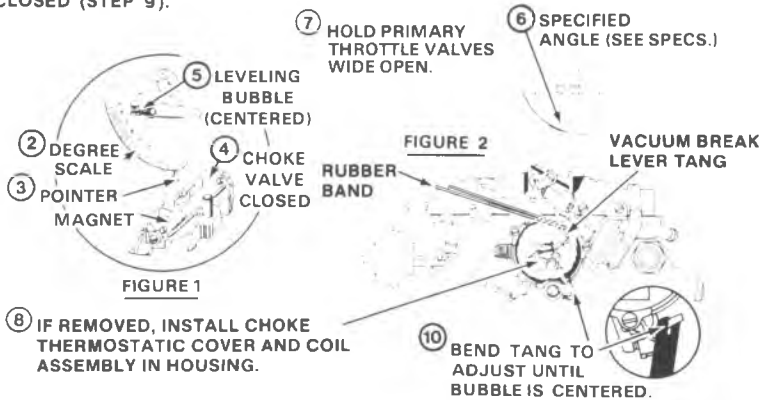 CLOSED (STEP 9).
⑦ HOLD PRIMARY
THROTTLE VALVES
WIDE OPEN.
⑥ SPECIFIED
ANGLE (SEE SPECS.)
⑤ LEVELING
BUBBLE
(CENTERED)
② DEGREE
SCALE
③ POINTER
MAGNET
④ CHOKE
VALVE
CLOSED
FIGURE 1
FIGURE 2
RUBBER
BAND
VACUUM BREAK
LEVER TANG
⑧ IF REMOVED, INSTALL CHOKE
THERMOSTATIC COVER AND COIL
ASSEMBLY IN HOUSING.
⑩ BEND TANG TO
ADJUST UNTIL
BUBBLE IS CENTERED.